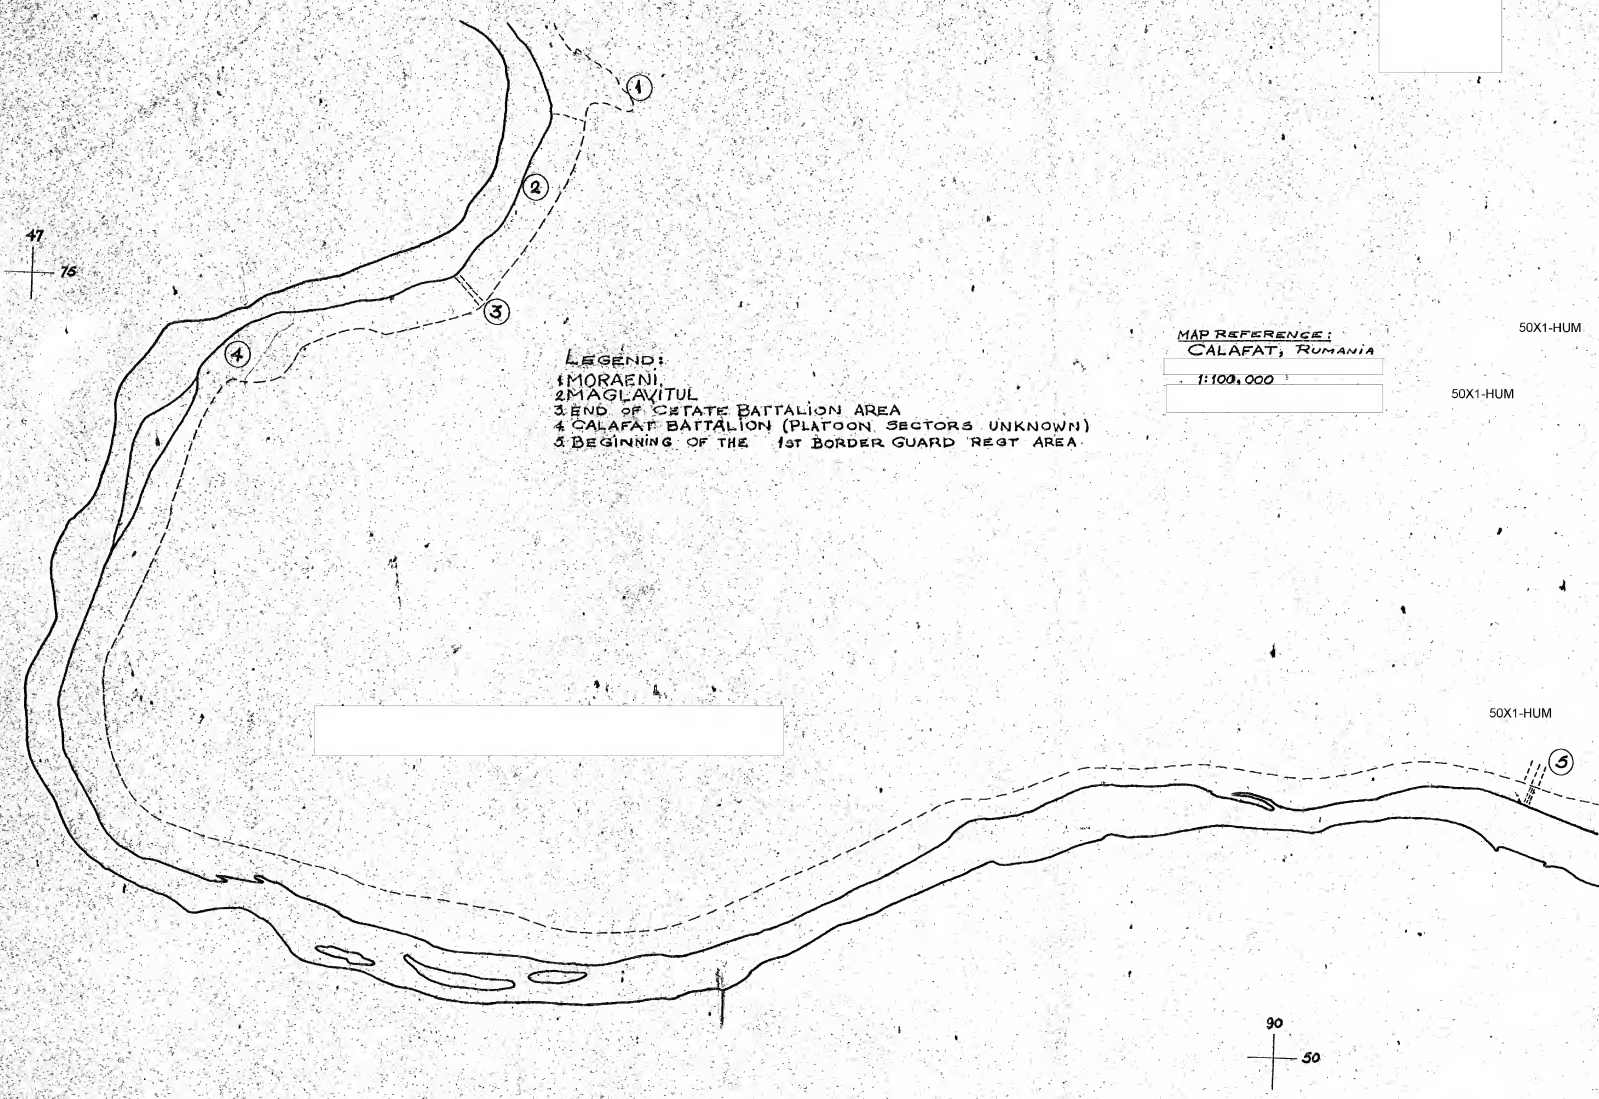 1
2
47
75
3
4
MAP REFERENCE:
CALAFAT, RUMANIA
1:100,000
50X1-HUM
50X1-HUM
LEGEND:
1 MORAENI.
2 MAGLAVITUL
3. END OF CETATE BATTALION AREA
4 CALAFAT BATTALION (PLATOON SECTORS UNKNOWN)
5. BEGINNING OF THE 1ST BORDER GUARD REGT AREA.
50X1-HUM
5
90
50